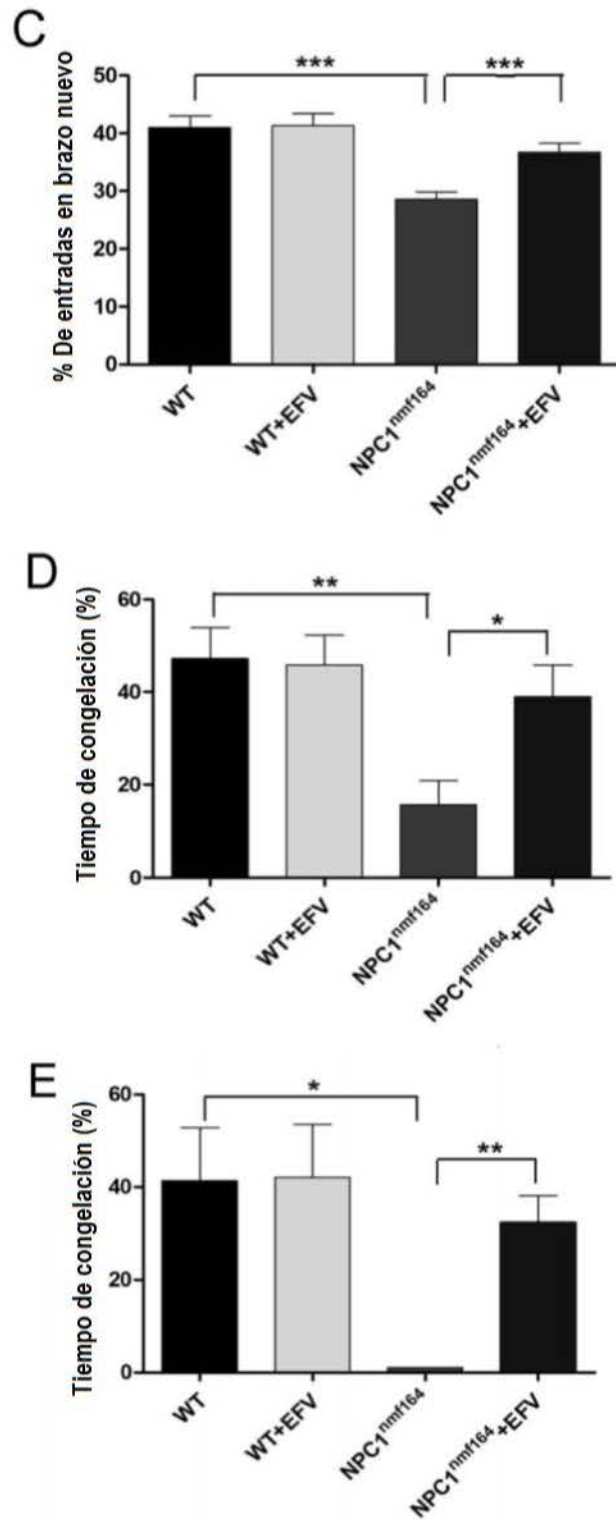 C
% De entradas en brazo nuevo
50
40
30
20
10
0
*** ***
WT
WT+EFV
NPC1nmf164
NPC1nmf164+EFV
D
Tiempo de congelación (%)
60
40
20
0
**
*
WT
WT+EFV
NPC1nmf164
NPC1nmf164+EFV
E
Tiempo de congelación (%)
60
40
20
0
*
**
WT
WT+EFV
NPC1nmf164
NPC1nmf164+EFV